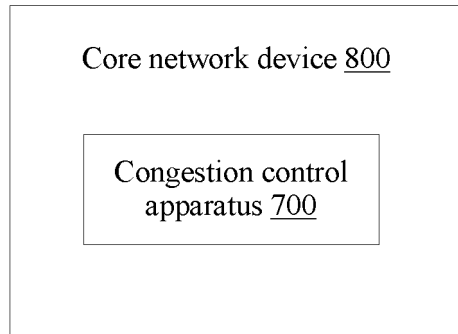 Core network device 800
Congestion control
apparatus 700